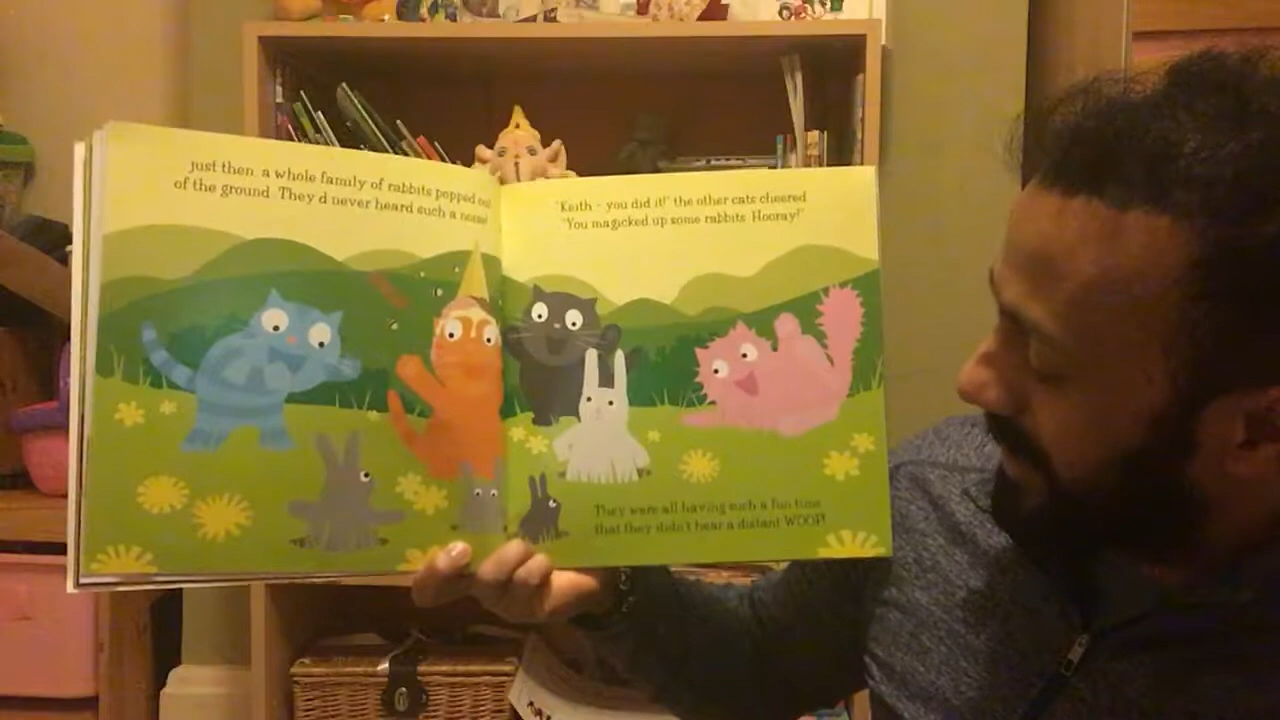 just then, a whole family of rabbits popped out
of the ground. They'd never heard such a noise!
"Keith - you did it!" the other cats cheered
"You magicked up some rabbits. Hooray!"
They were all having such a fun time
that they didn't hear a distant WOOF!